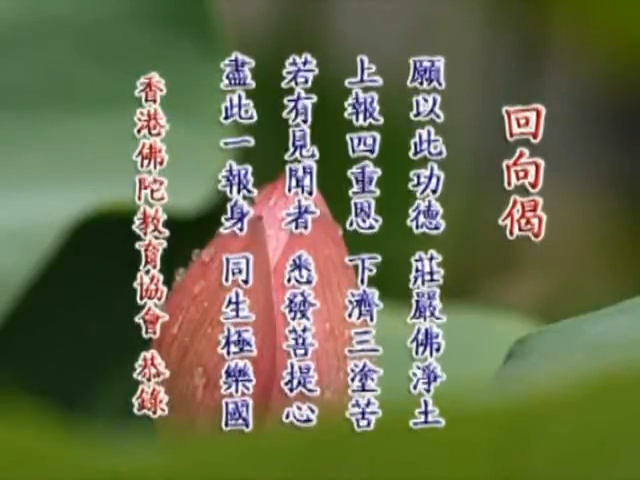 回向偈
願以此功德 莊嚴佛淨土
上報四重恩 下濟三塗苦
若有見聞者 悉發菩提心
盡此一報身 同生極樂國
香港佛陀教育協會 恭錄